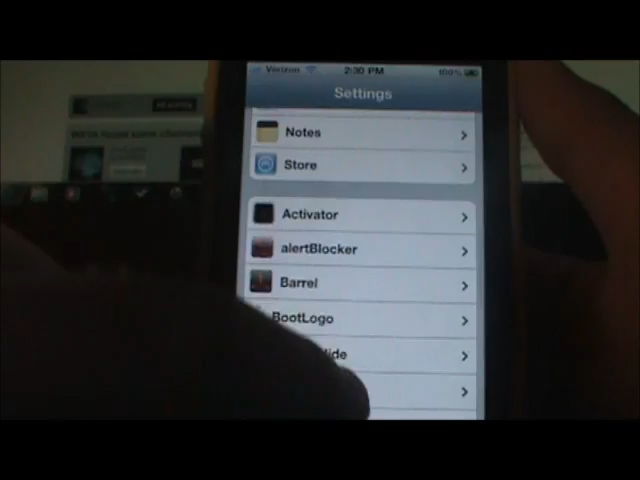 Verizon 2:30 PM 100%
Settings
Notes
Store
Activator
alertBlocker
Barrel
BootLogo